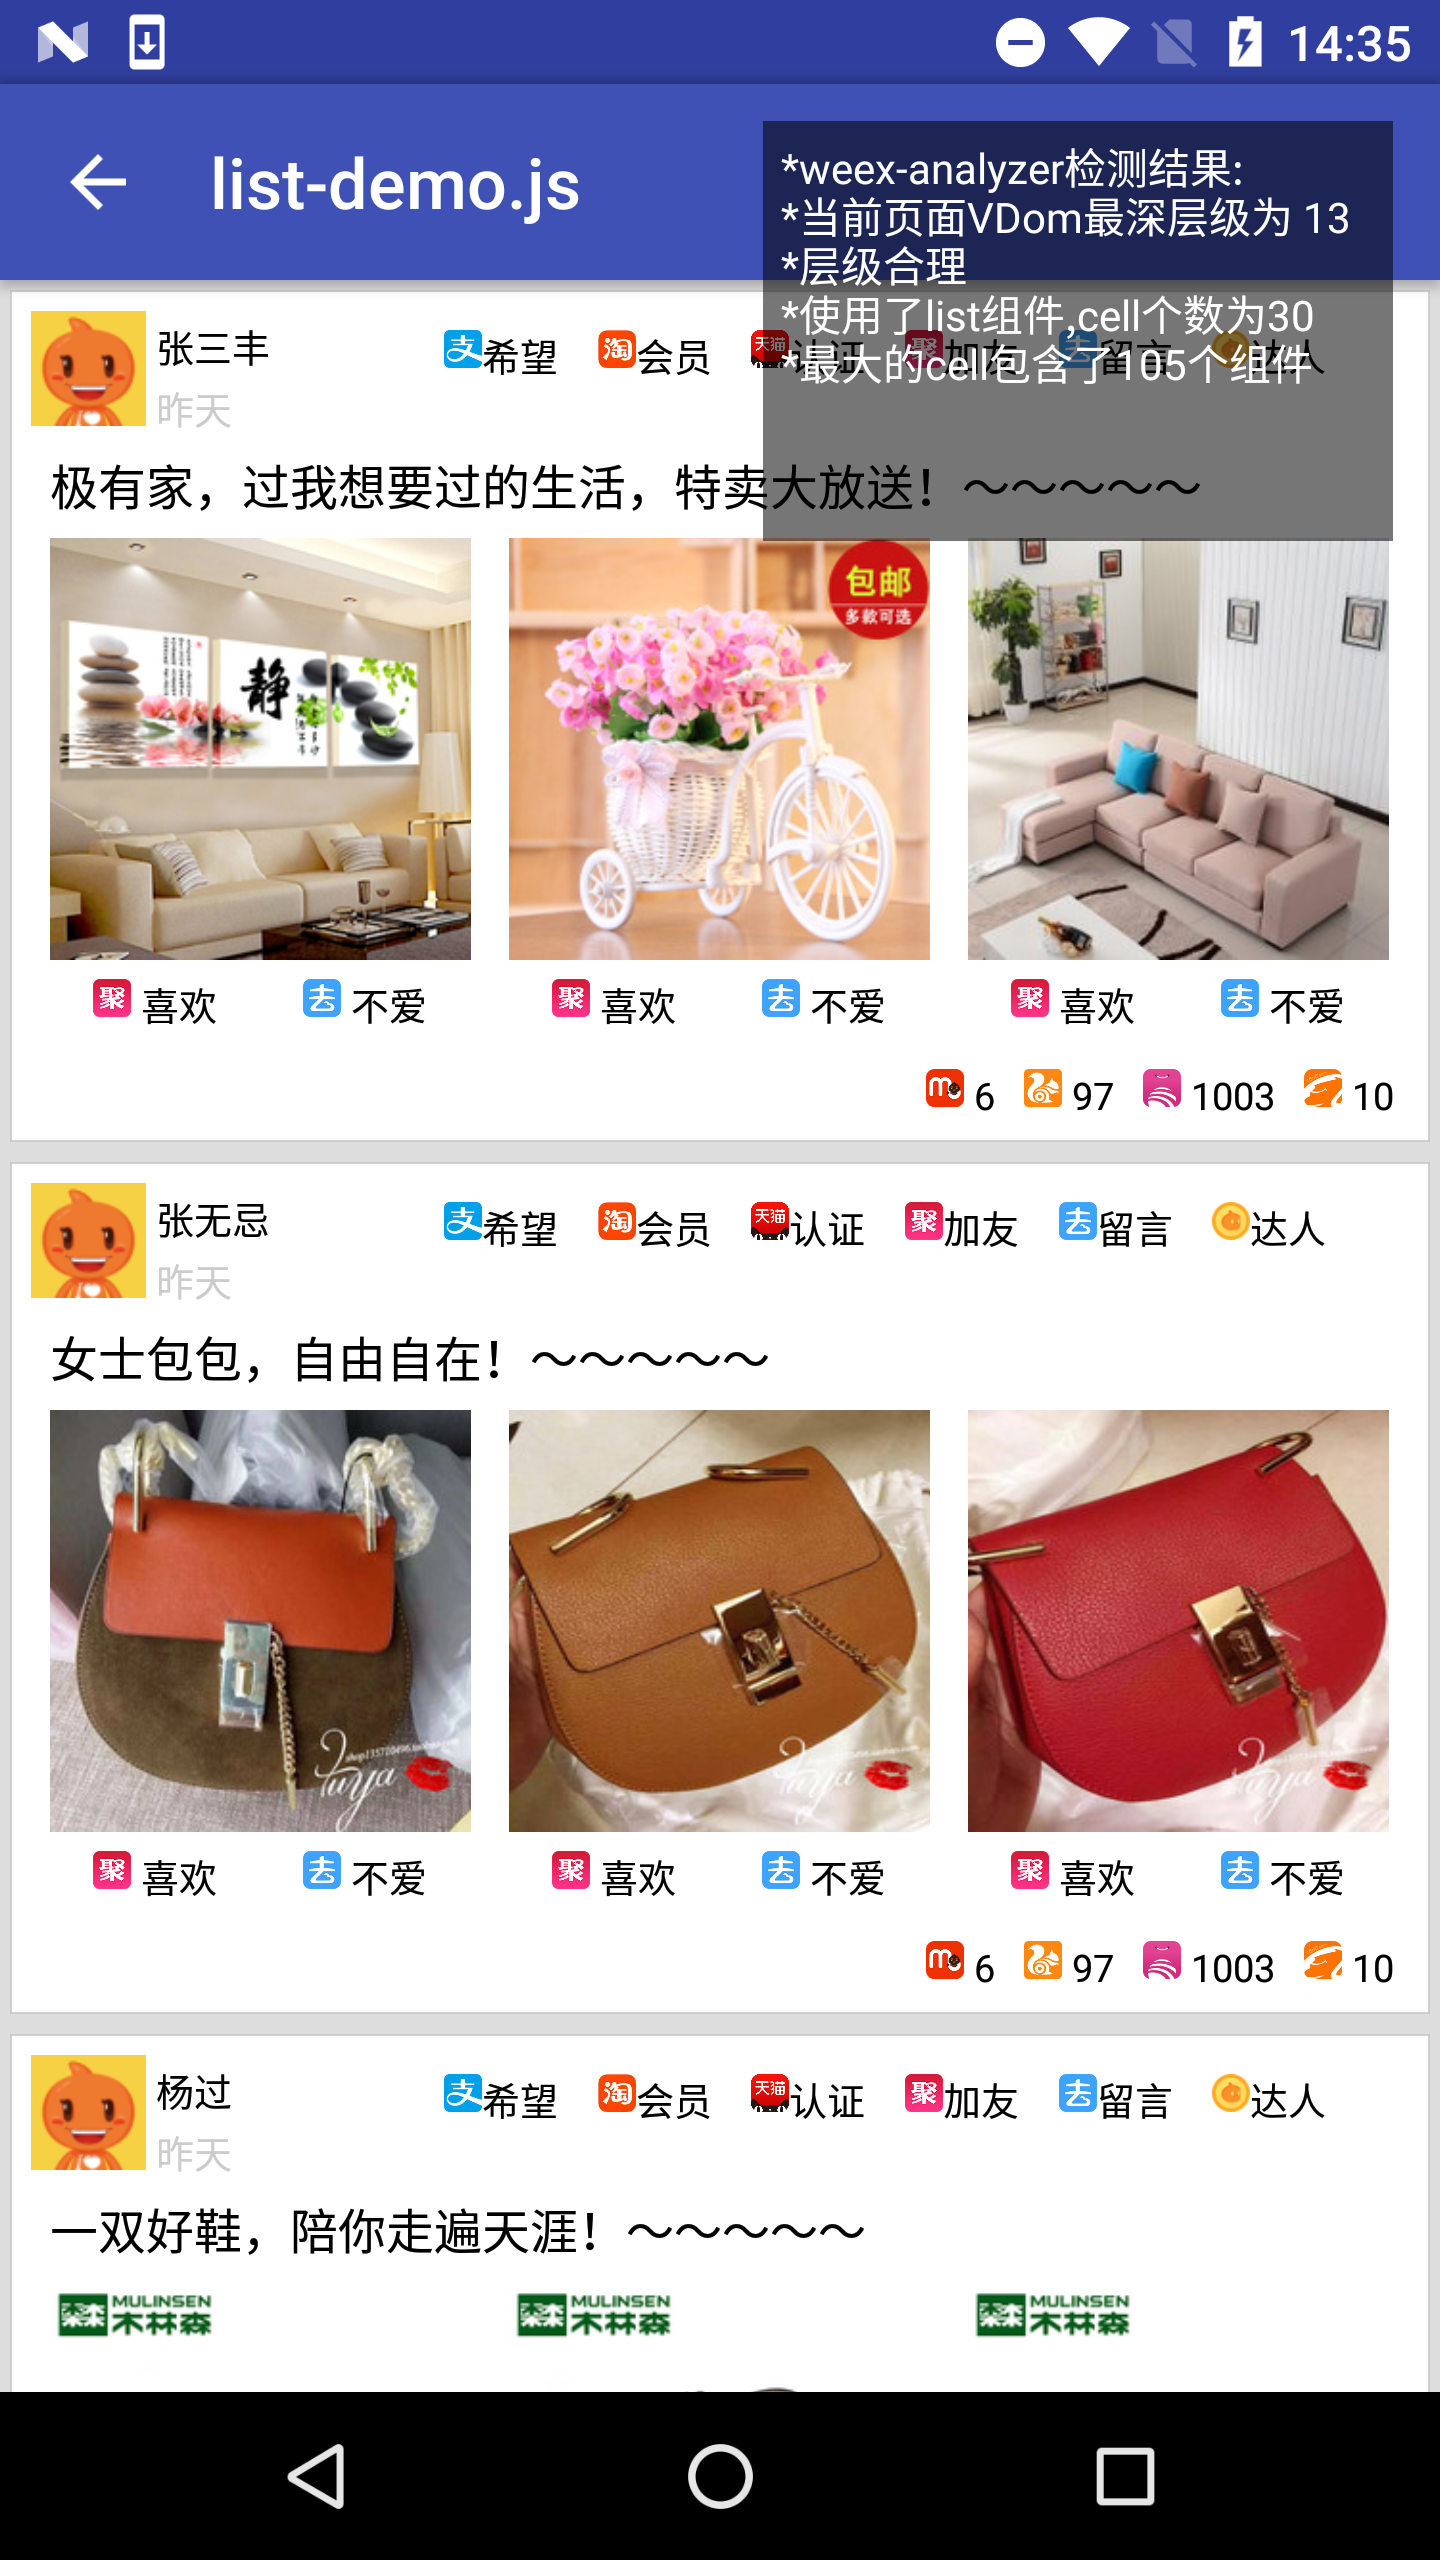 14:35
list-demo.js
*weex-analyzer检测结果:
*当前页面VDom最深层级为 13
*层级合理
*使用了list组件,cell个数为30
*最大的cell包含了105个组件
张三丰
支希望 淘会员 天猫认证 聚加友 去留言 达人
昨天
极有家，过我想要过的生活，特卖大放送！～～～～～
静
包邮
多款可选
聚 喜欢 去 不爱 聚 喜欢 去 不爱 聚 喜欢 去 不爱
6 97 1003 10
张无忌
支希望 淘会员 天猫认证 聚加友 去留言 达人
昨天
女士包包，自由自在！～～～～～
聚 喜欢 去 不爱 聚 喜欢 去 不爱 聚 喜欢 去 不爱
6 97 1003 10
杨过
支希望 淘会员 天猫认证 聚加友 去留言 达人
昨天
一双好鞋，陪你走遍天涯！～～～～～
MULINSEN MULINSEN MULINSEN
木林森 木林森 木林森